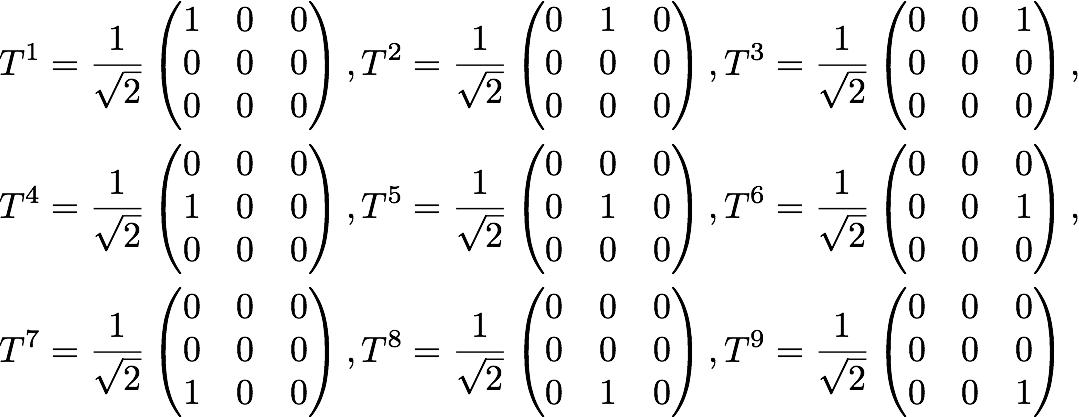 T^1 = \frac{1}{\sqrt{2}} \begin{pmatrix} 1 & 0 & 0 \\ 0 & 0 & 0 \\ 0 & 0 & 0 \end{pmatrix}, T^2 = \frac{1}{\sqrt{2}} \begin{pmatrix} 0 & 1 & 0 \\ 0 & 0 & 0 \\ 0 & 0 & 0 \end{pmatrix}, T^3 = \frac{1}{\sqrt{2}} \begin{pmatrix} 0 & 0 & 1 \\ 0 & 0 & 0 \\ 0 & 0 & 0 \end{pmatrix},
T^4 = \frac{1}{\sqrt{2}} \begin{pmatrix} 0 & 0 & 0 \\ 1 & 0 & 0 \\ 0 & 0 & 0 \end{pmatrix}, T^5 = \frac{1}{\sqrt{2}} \begin{pmatrix} 0 & 0 & 0 \\ 0 & 1 & 0 \\ 0 & 0 & 0 \end{pmatrix}, T^6 = \frac{1}{\sqrt{2}} \begin{pmatrix} 0 & 0 & 0 \\ 0 & 0 & 1 \\ 0 & 0 & 0 \end{pmatrix},
T^7 = \frac{1}{\sqrt{2}} \begin{pmatrix} 0 & 0 & 0 \\ 0 & 0 & 0 \\ 1 & 0 & 0 \end{pmatrix}, T^8 = \frac{1}{\sqrt{2}} \begin{pmatrix} 0 & 0 & 0 \\ 0 & 0 & 0 \\ 0 & 1 & 0 \end{pmatrix}, T^9 = \frac{1}{\sqrt{2}} \begin{pmatrix} 0 & 0 & 0 \\ 0 & 0 & 0 \\ 0 & 0 & 1 \end{pmatrix}